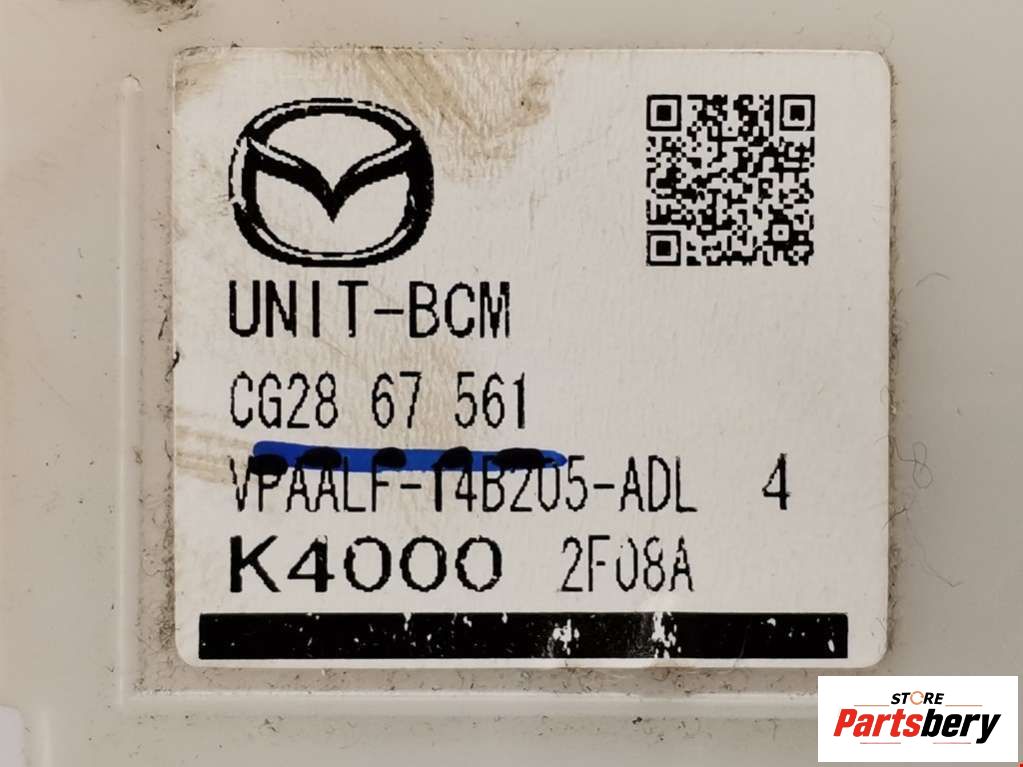 UNIT-BCM
CG28 67 561
VPAALF-14B205-ADL 4
K4000 2F08A
STORE
Partsbery